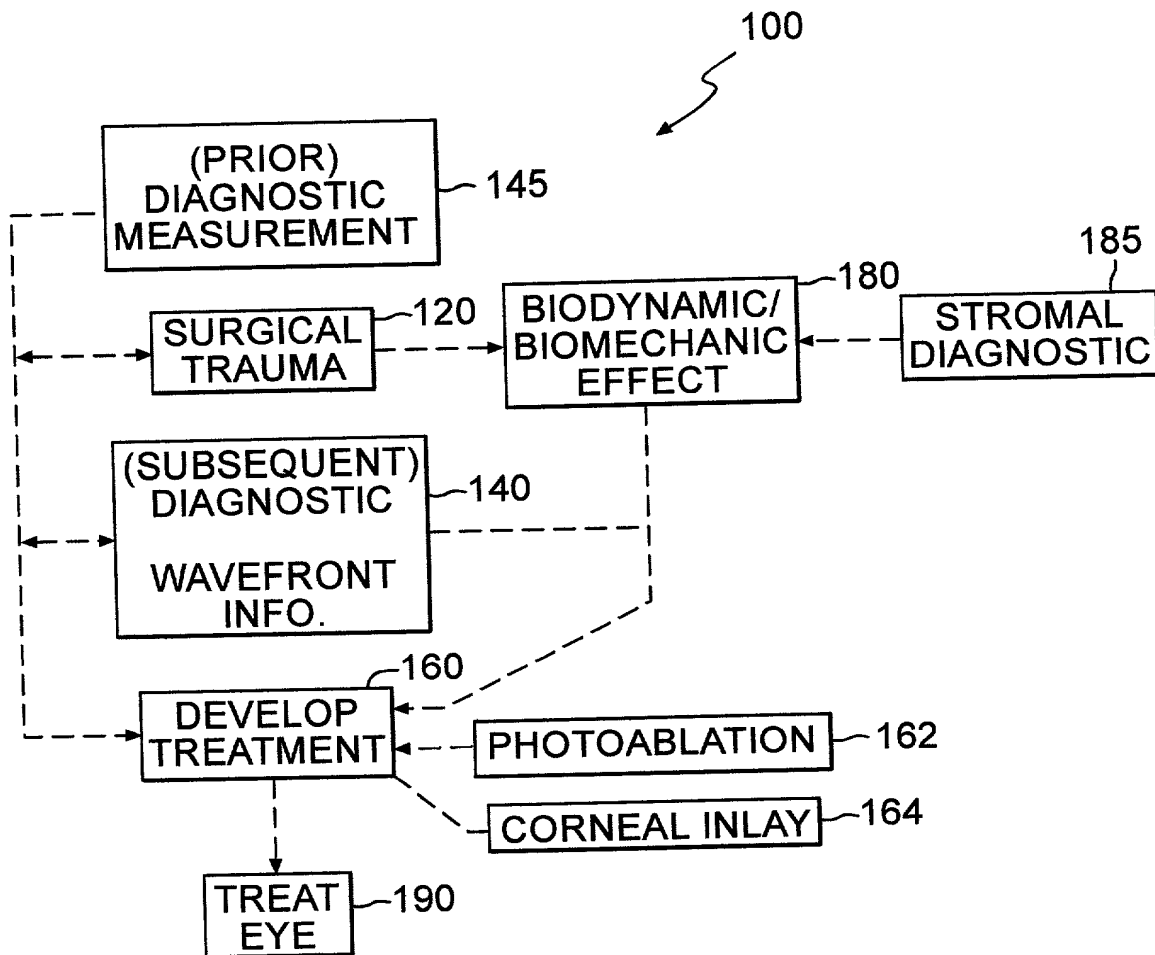 100
(PRIOR)
DIAGNOSTIC
MEASUREMENT
145
SURGICAL
TRAUMA
120
BIODYNAMIC/
BIOMECHANIC
EFFECT
180
STROMAL
DIAGNOSTIC
185
(SUBSEQUENT)
DIAGNOSTIC
WAVEFRONT
INFO.
140
DEVELOP
TREATMENT
160
PHOTOABLATION
162
CORNEAL INLAY
164
TREAT
EYE
190